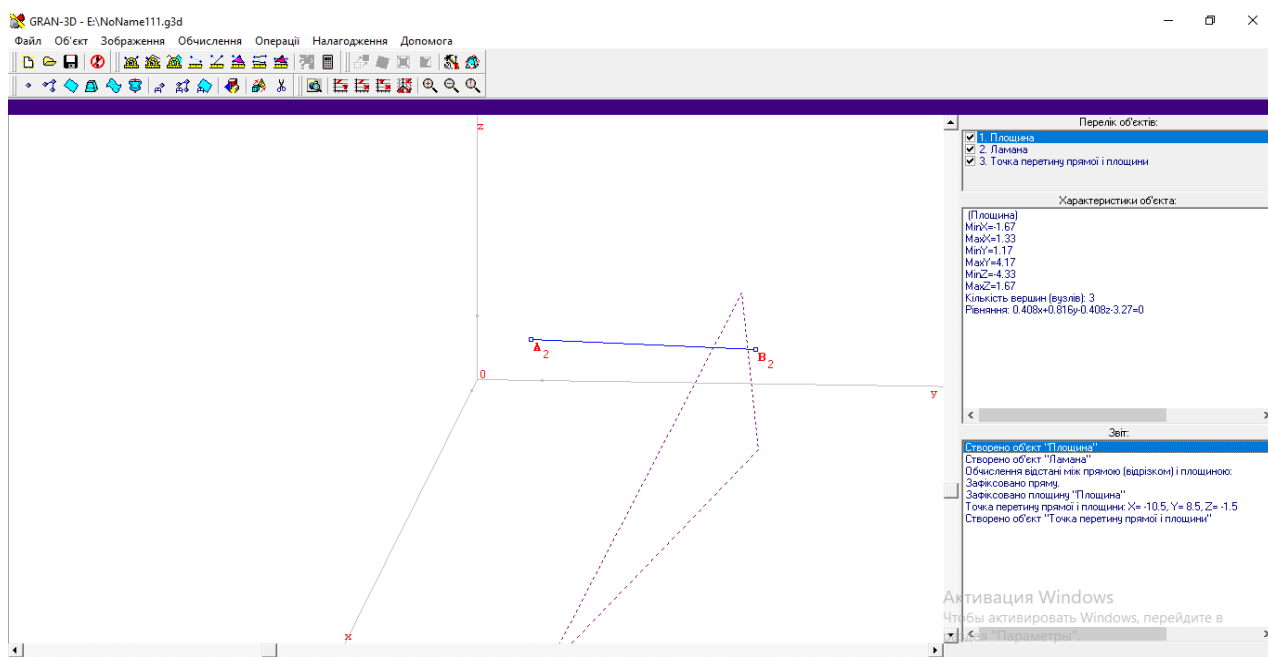 GRAN-3D - E:\NoName111.g3d
Файл Об'єкт Зображення Обчислення Операції Налагодження Допомога
Перелік об'єктів:
1. Площина
2. Ламана
3. Точка перетину прямої і площини
Характеристики об'єкта:
(Площина)
MinX=-1.67
MaxX=1.33
MinY=1.17
MaxY=4.17
MinZ=-4.33
MaxZ=1.67
Кількість вершин (вузлів): 3
Рівняння: 0.408x+0.816y-0.408z-3.27=0
z
A 2
B 2
0
y
x
Звіт:
Створено об'єкт "Площина"
Створено об'єкт "Ламана"
Обчислення відстані між прямою (відрізком) і площиною:
Зафіксовано пряму.
Зафіксовано площину "Площина"
Точка перетину прямої і площини: X= -10.5, Y= 8.5, Z= -1.5
Створено об'єкт "Точка перетину прямої і площини"
Активация Windows
Чтобы активировать Windows, перейдите в
раздел "Параметры".